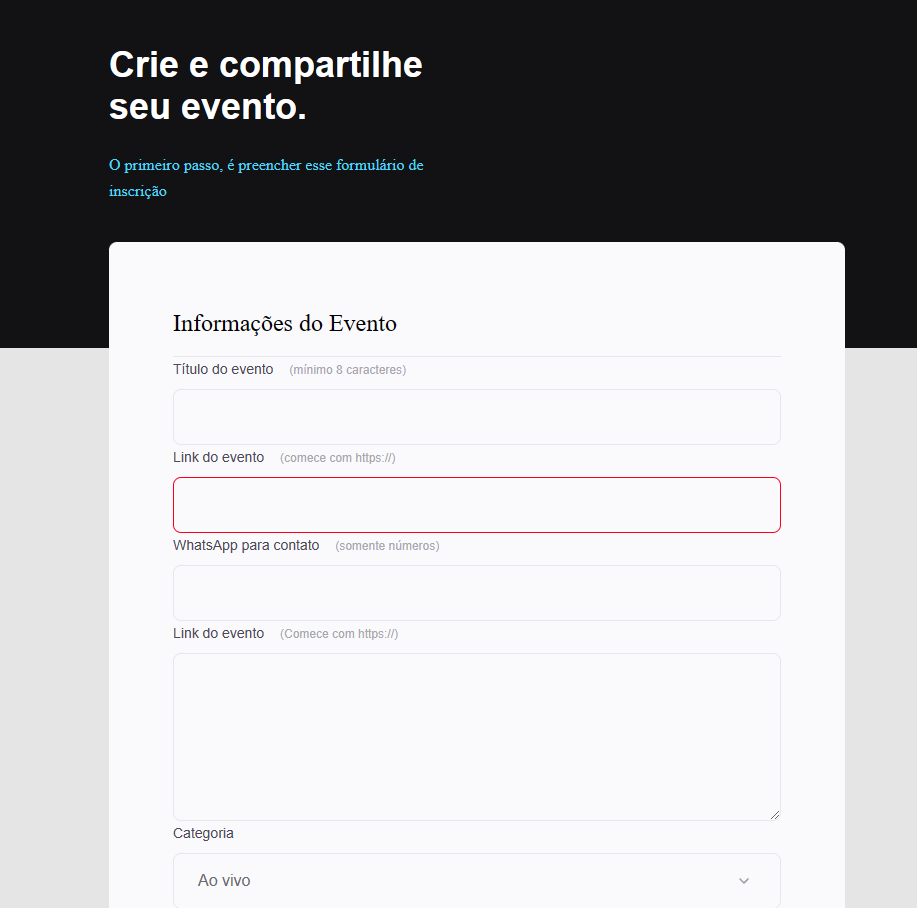 Crie e compartilhe
seu evento.
O primeiro passo, é preencher esse formulário de
inscrição
Informações do Evento
Título do evento (mínimo 8 caracteres)
Link do evento (comece com https://)
WhatsApp para contato (somente números)
Link do evento (Comece com https://)
Categoria
Ao vivo